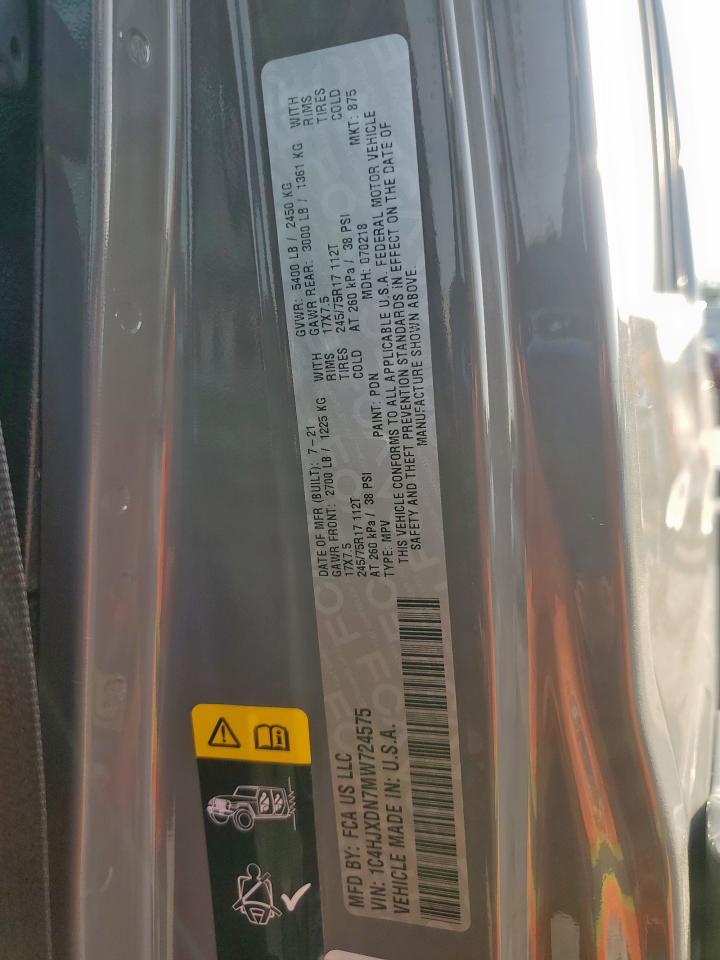 MFD BY: FCA US LLC
VIN: 1C4HJXDN7MW724575
VEHICLE MADE IN: U.S.A.
DATE OF MFR (BUILT): 7-21 GVWR: 5400 LB / 2450 KG
GAWR FRONT: 2700 LB / 1225 KG WITH GAWR REAR: 3000 LB / 1361 KG WITH
17X7.5 RIMS 17X7.5 RIMS
245/75R17 112T TIRES 245/75R17 112T TIRES
AT 260 kPa / 38 PSI COLD AT 260 kPa / 38 PSI COLD
TYPE: MPV PAINT: PDN MDH: 070218 MKT: 875
THIS VEHICLE CONFORMS TO ALL APPLICABLE U.S.A. FEDERAL MOTOR VEHICLE
SAFETY AND THEFT PREVENTION STANDARDS IN EFFECT ON THE DATE OF
MANUFACTURE SHOWN ABOVE.